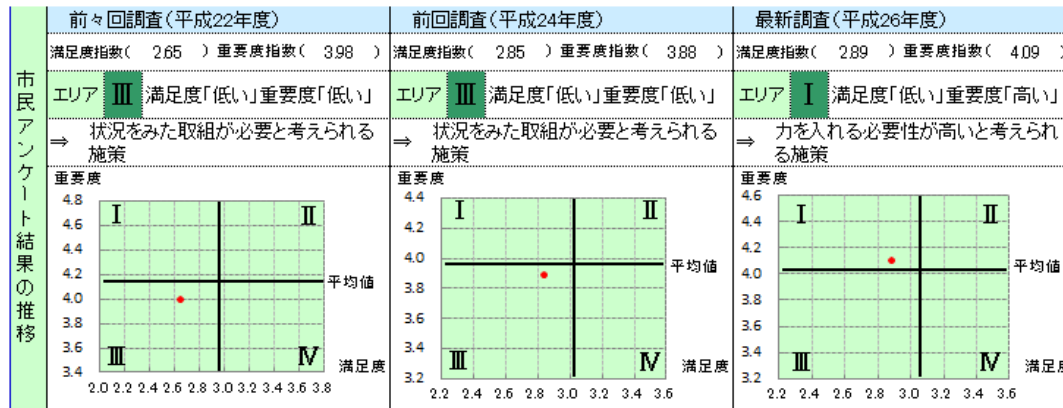 市民アンケート結果の推移
前々回調査(平成22年度)
満足度指数( 2.65 ) 重要度指数( 3.98 )
エリア Ⅲ 満足度「低い」重要度「低い」
⇒ 状況をみた取組が必要と考えられる
施策
重要度
4.8
4.6
4.4
4.2
4.0
3.8
3.6
3.4
Ⅰ Ⅱ
平均値
Ⅲ Ⅳ
満足度
2.0 2.2 2.4 2.6 2.8 3.0 3.2 3.4 3.6 3.8
前回調査(平成24年度)
満足度指数( 2.85 ) 重要度指数( 3.88 )
エリア Ⅲ 満足度「低い」重要度「低い」
⇒ 状況をみた取組が必要と考えられる
施策
重要度
4.4
4.2
4.0
3.8
3.6
3.4
3.2
Ⅰ Ⅱ
平均値
Ⅲ Ⅳ
満足度
2.2 2.4 2.6 2.8 3.0 3.2 3.4 3.6
最新調査(平成26年度)
満足度指数( 2.89 ) 重要度指数( 4.09 )
エリア Ⅰ 満足度「低い」重要度「高い」
⇒ 力を入れる必要性が高いと考えられ
る施策
重要度
4.6
4.4
4.2
4.0
3.8
3.6
3.4
3.2
Ⅰ Ⅱ
平均値
Ⅲ Ⅳ
満足度
2.2 2.4 2.6 2.8 3.0 3.2 3.4 3.6